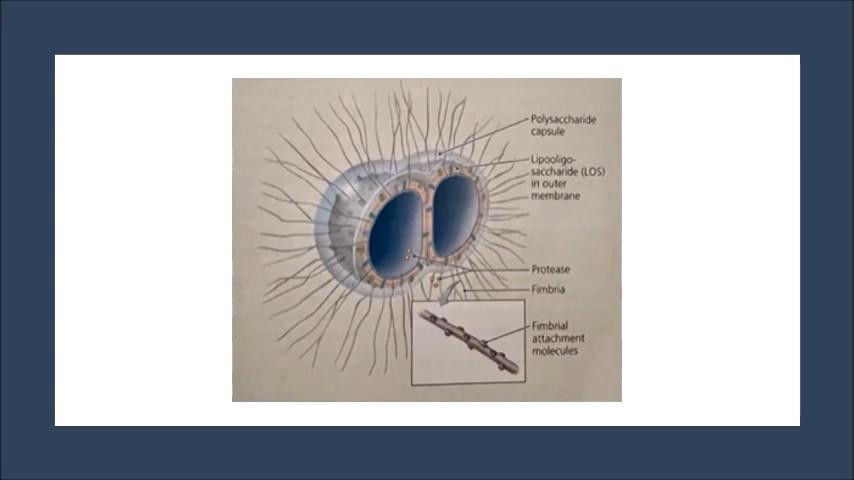 Polysaccharide
capsule
Lipooligo-
saccharide (LOS)
in outer
membrane
Protease
Fimbria
Fimbrial
attachment
molecules